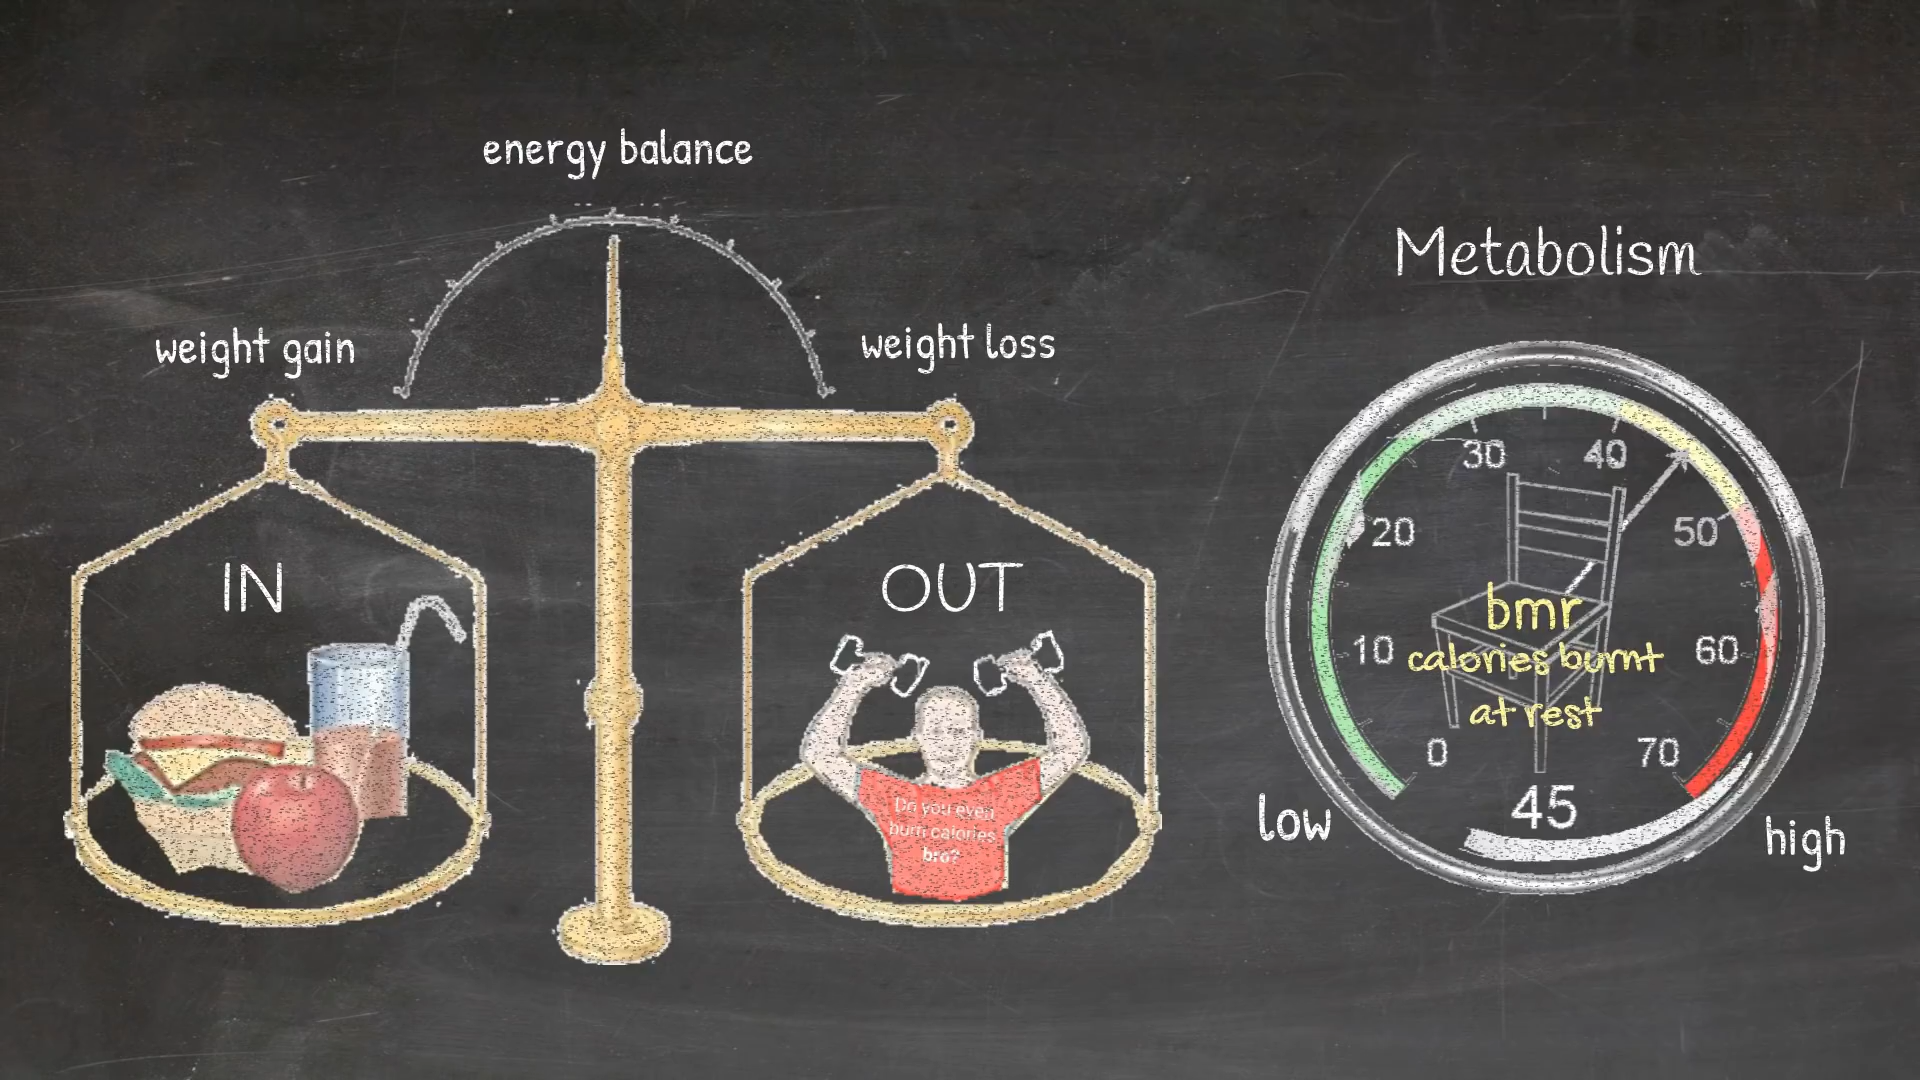 energy balance
weight gain
weight loss
IN
OUT
Do you even
burn calories
bro?
Metabolism
0
10
20
30
40
50
60
70
bmr
calories burnt
at rest
45
low
high